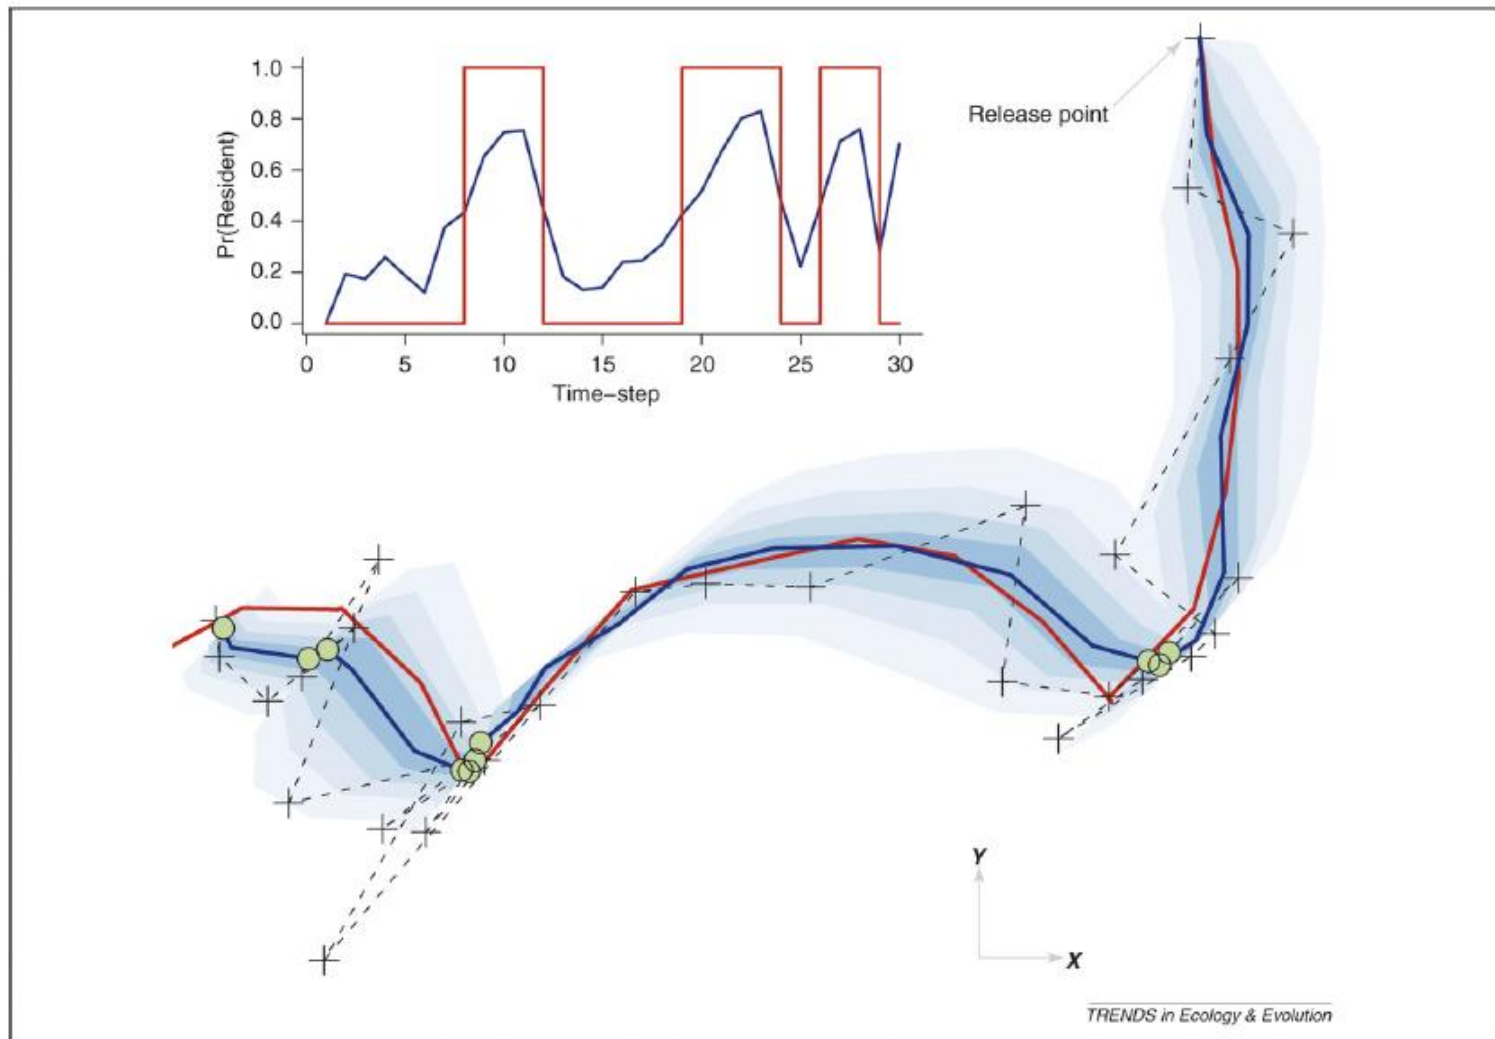 1.0
0.8
0.6
0.4
0.2
0.0
Pr(Resident)
0 5 10 15 20 25 30
Time–step
Release point
Y
X
TRENDS in Ecology & Evolution